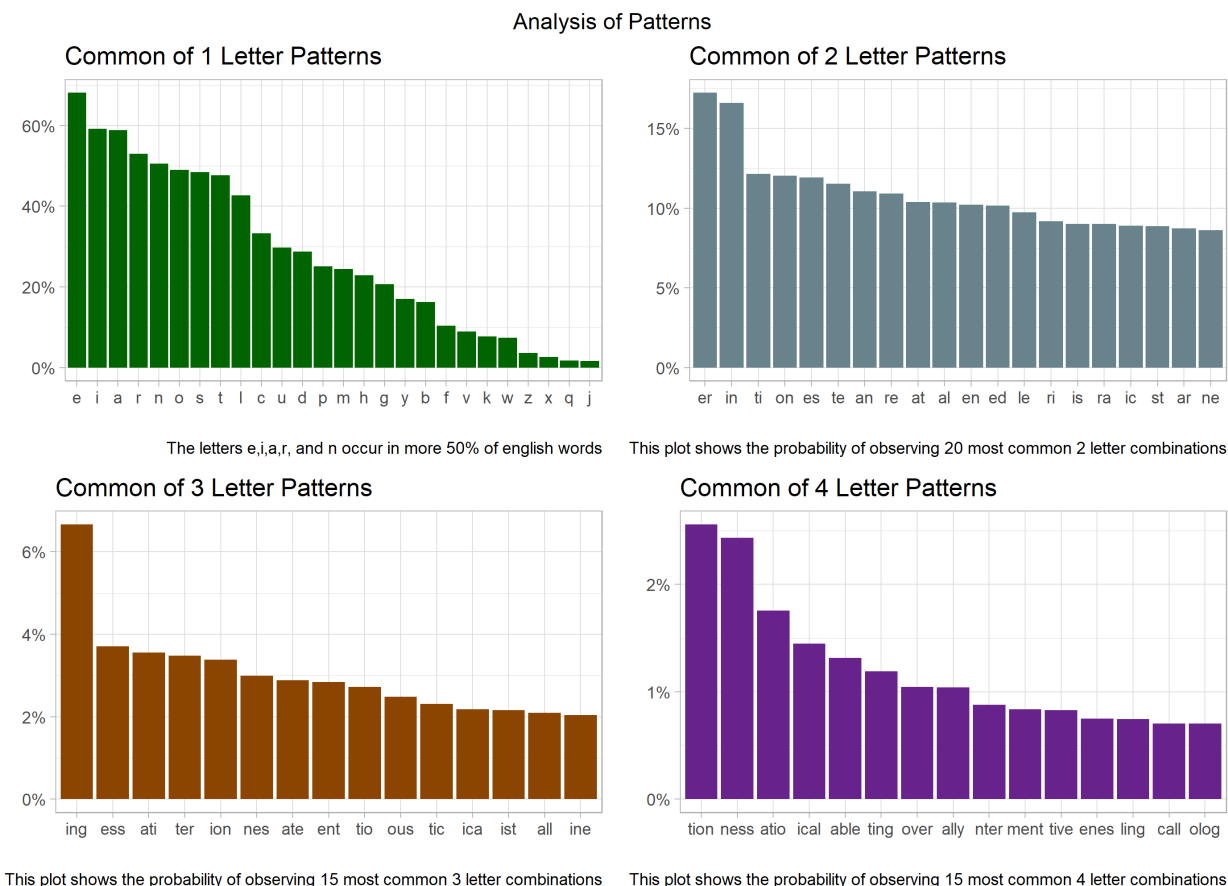 Analysis of Patterns
Common of 1 Letter Patterns
60%
40%
20%
0%
e i a r n o s t l c u d p m h g y b f v k w z x q j
The letters e,i,a,r, and n occur in more 50% of english words
Common of 2 Letter Patterns
15%
10%
5%
0%
er in ti on es te an re at al en ed le ri is ra ic st ar ne
This plot shows the probability of observing 20 most common 2 letter combinations
Common of 3 Letter Patterns
6%
4%
2%
0%
ing ess ati ter ion nes ate ent tio ous tic ica ist all ine
This plot shows the probability of observing 15 most common 3 letter combinations
Common of 4 Letter Patterns
2%
1%
0%
tion ness atio ical able ting over ally nter ment tive enes ling call olog
This plot shows the probability of observing 15 most common 4 letter combinations